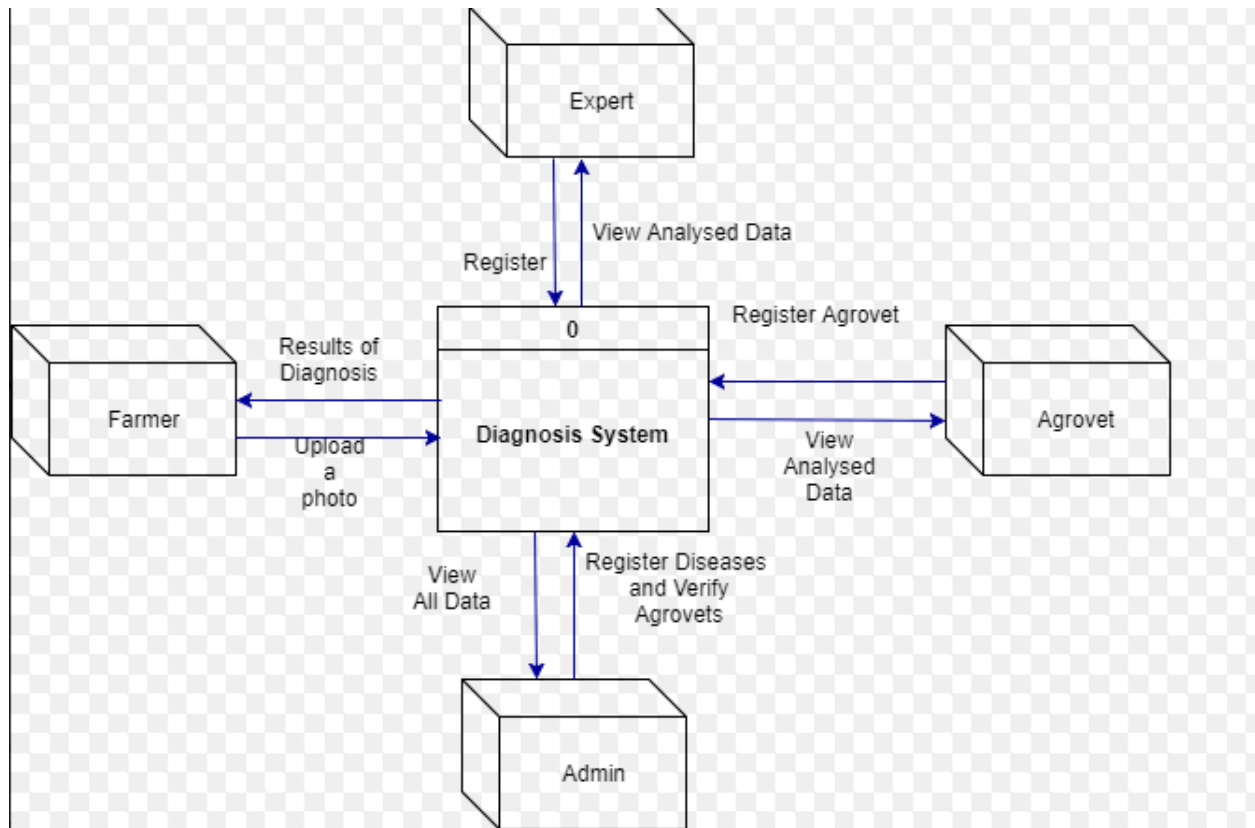 Expert
View Analysed Data
Register
Register Agrovet
0
Results of
Diagnosis
Farmer
Diagnosis System
Agrovet
Upload
a
photo
View
Analysed
Data
View
All Data
Register Diseases
and Verify
Agrovets
Admin